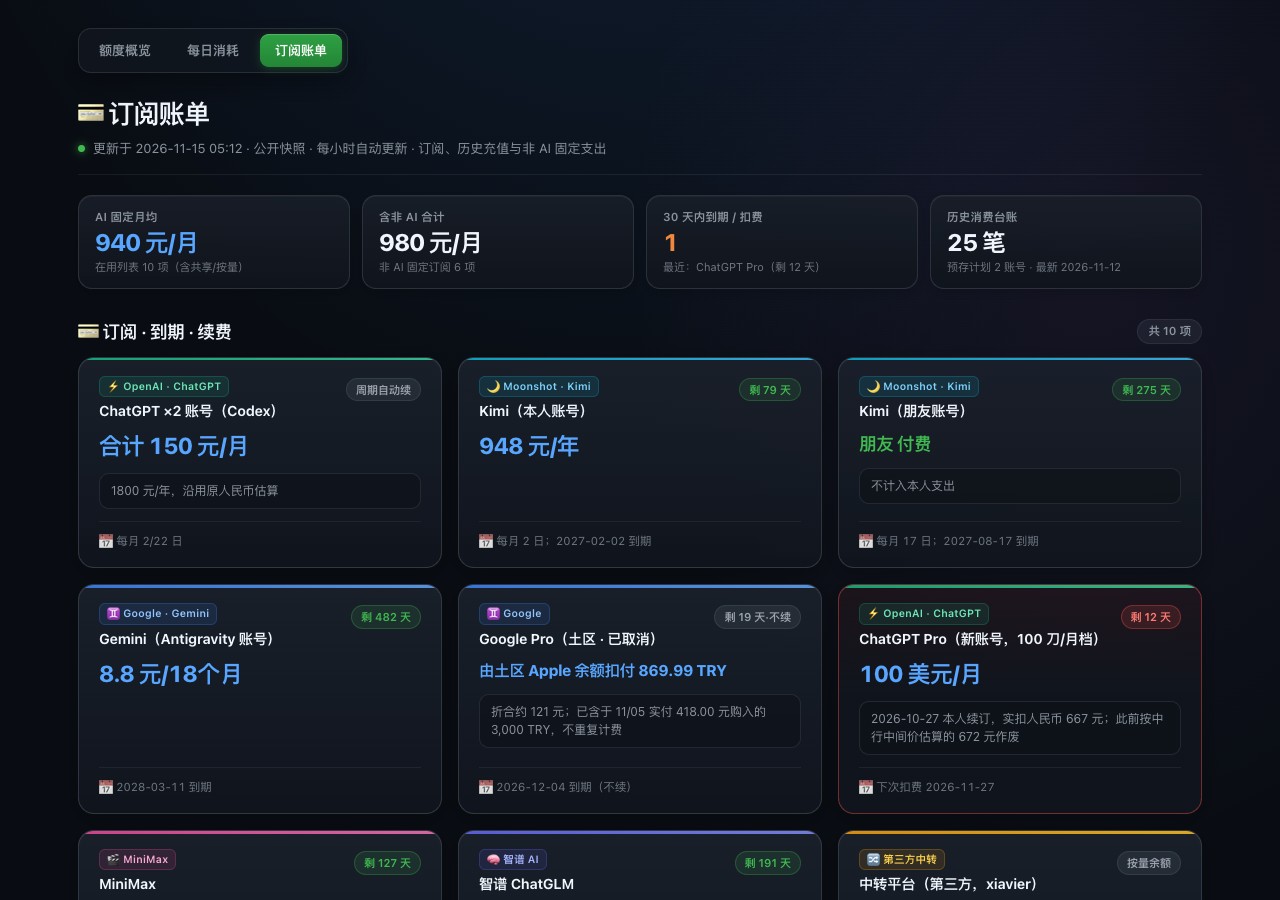 额度概览
每日消耗
订阅账单
💳 订阅账单
更新于 2026-11-15 05:12 · 公开快照 · 每小时自动更新 · 订阅、历史充值与非 AI 固定支出
AI 固定月均
940 元/月
在用列表 10 项（含共享/按量）
含非 AI 合计
980 元/月
非 AI 固定订阅 6 项
30 天内到期 / 扣费
1
最近：ChatGPT Pro（剩 12 天）
历史消费台账
25 笔
预存计划 2 账号 · 最新 2026-11-12
💳 订阅 · 到期 · 续费
共 10 项
⚡ OpenAI · ChatGPT
周期自动续
ChatGPT ×2 账号（Codex）
合计 150 元/月
1800 元/年，沿用原人民币估算
📅 每月 2/22 日
🌙 Moonshot · Kimi
剩 79 天
Kimi（本人账号）
948 元/年
📅 每月 2 日；2027-02-02 到期
🌙 Moonshot · Kimi
剩 275 天
Kimi（朋友账号）
朋友 付费
不计入本人支出
📅 每月 17 日；2027-08-17 到期
♊ Google · Gemini
剩 482 天
Gemini（Antigravity 账号）
8.8 元/18个月
📅 2028-03-11 到期
♊ Google
剩 19 天·不续
Google Pro（土区 · 已取消）
由土区 Apple 余额扣付 869.99 TRY
折合约 121 元；已含于 11/05 实付 418.00 元购入的
3,000 TRY，不重复计费
📅 2026-12-04 到期（不续）
⚡ OpenAI · ChatGPT
剩 12 天
ChatGPT Pro（新账号，100 刀/月档）
100 美元/月
2026-10-27 本人续订，实扣人民币 667 元；此前按中
行中间价估算的 672 元作废
📅 下次扣费 2026-11-27
🎬 MiniMax
剩 127 天
MiniMax
🧠 智谱 AI
剩 191 天
智谱 ChatGLM
🔀 第三方中转
按量余额
中转平台（第三方，xiavier）